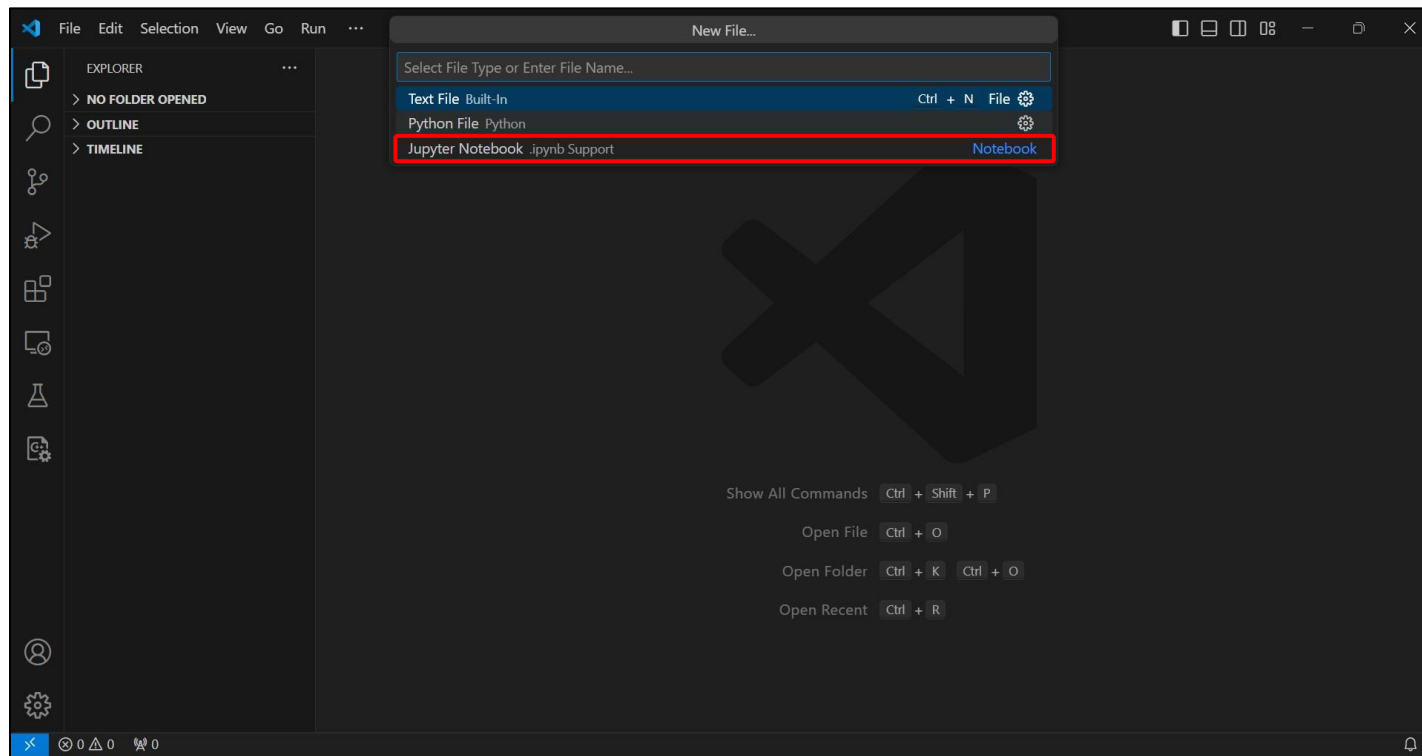 File Edit Selection View Go Run ···
New File...
EXPLORER ···
Select File Type or Enter File Name...
> NO FOLDER OPENED
Text File Built-In Ctrl + N File
> OUTLINE
Python File Python
> TIMELINE
Jupyter Notebook .ipynb Support Notebook
Show All Commands Ctrl + Shift + P
Open File Ctrl + O
Open Folder Ctrl + K Ctrl + O
Open Recent Ctrl + R
0 0 0